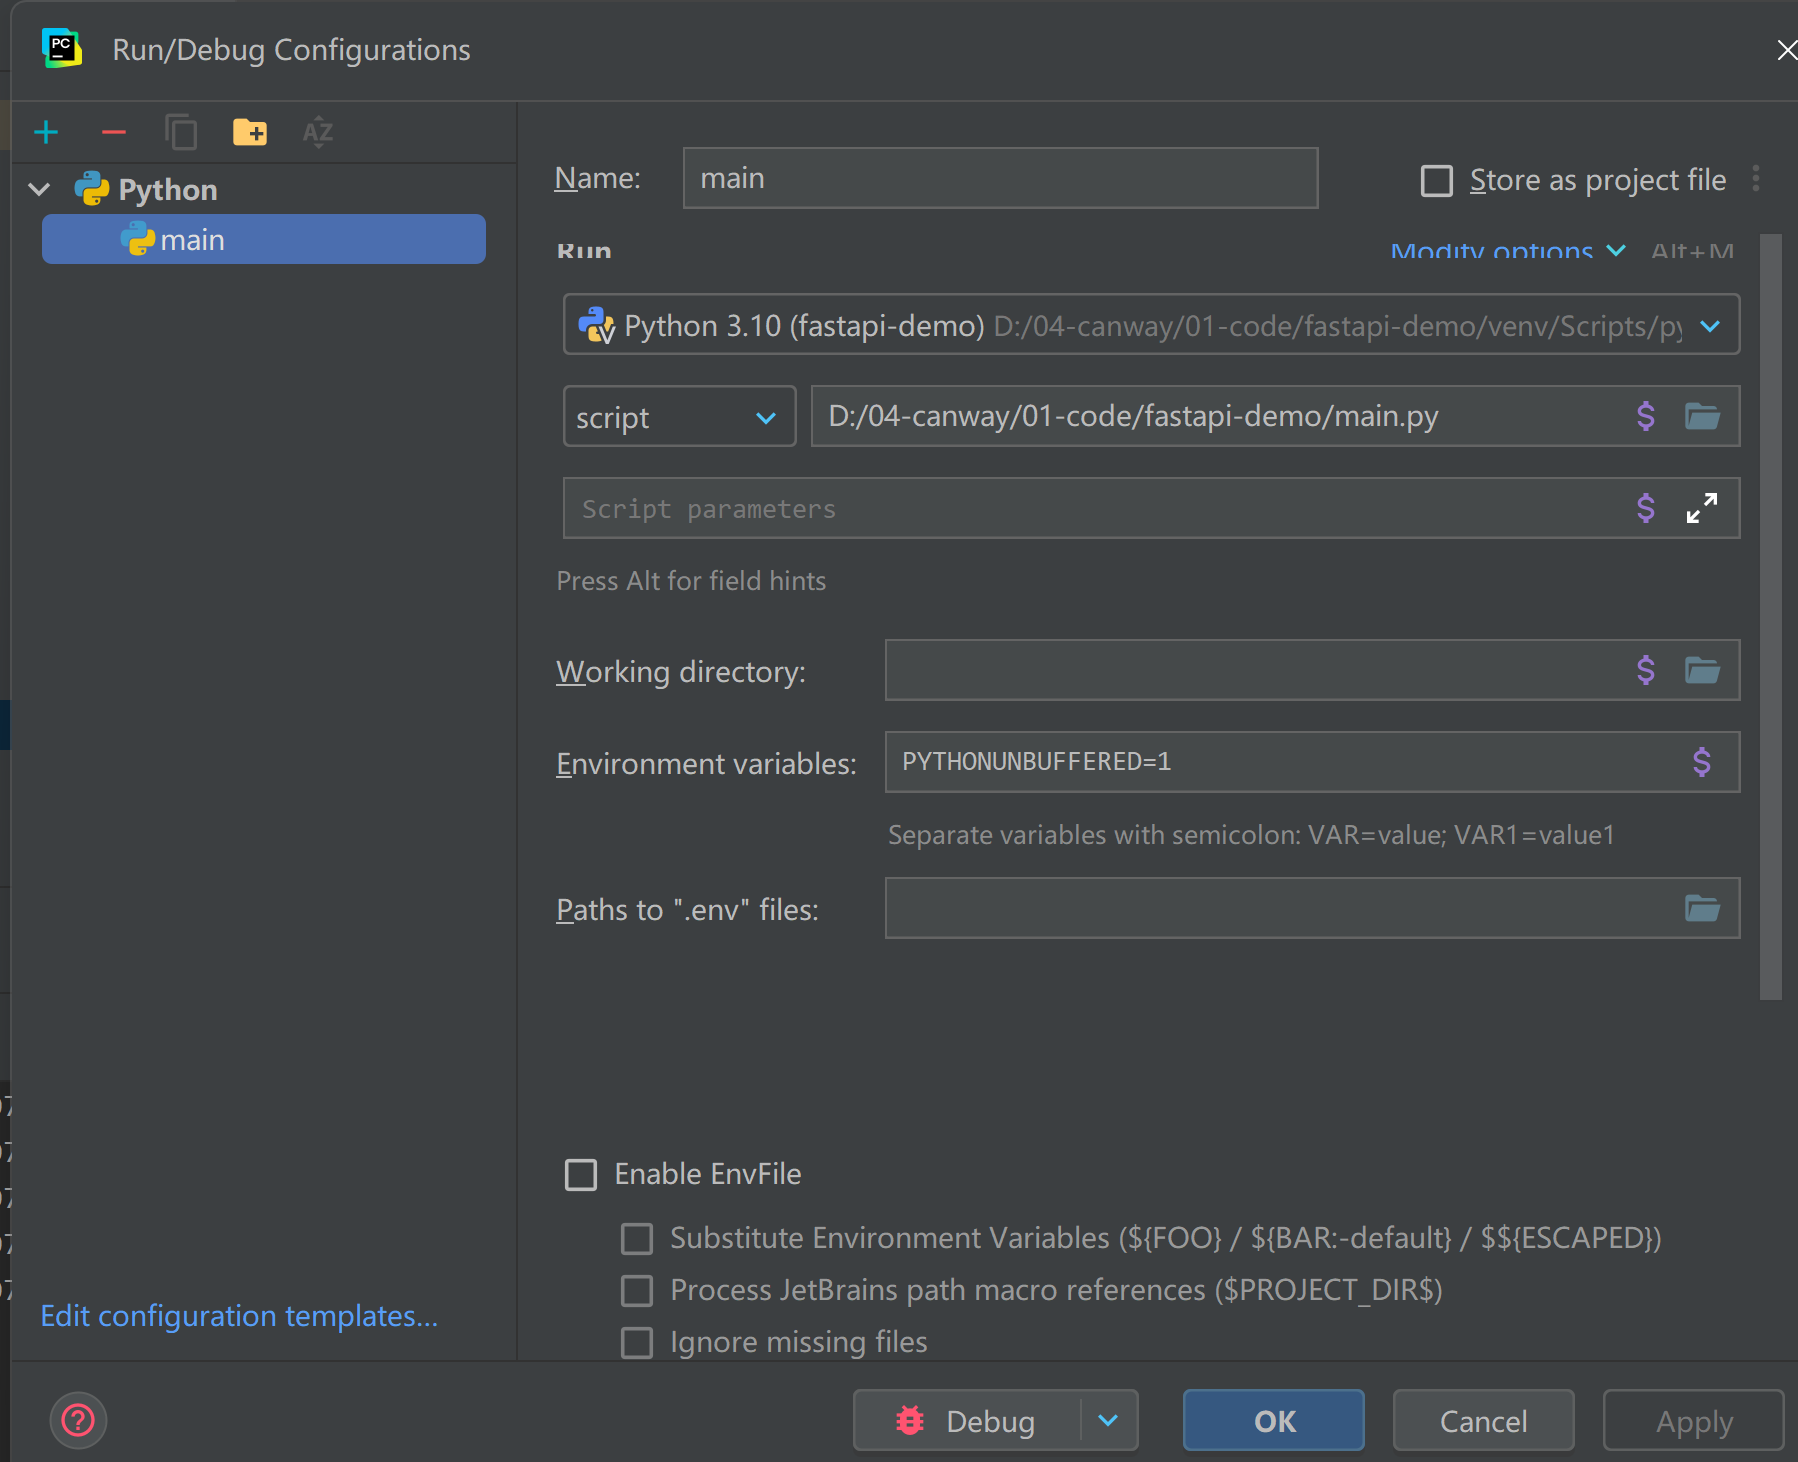 PC
Run/Debug Configurations
AZ
Python
main
Name:
main
Store as project file
Run
Modify options
Alt+M
Python 3.10 (fastapi-demo) D:/04-canway/01-code/fastapi-demo/venv/Scripts/py
script
D:/04-canway/01-code/fastapi-demo/main.py
$
Script parameters
$
Press Alt for field hints
Working directory:
$
Environment variables:
PYTHONUNBUFFERED=1
$
Separate variables with semicolon: VAR=value; VAR1=value1
Paths to ".env" files:
Enable EnvFile
Substitute Environment Variables (${FOO} / ${BAR:-default} / $${ESCAPED})
Process JetBrains path macro references ($PROJECT_DIR$)
Ignore missing files
Edit configuration templates...
?
Debug
OK
Cancel
Apply